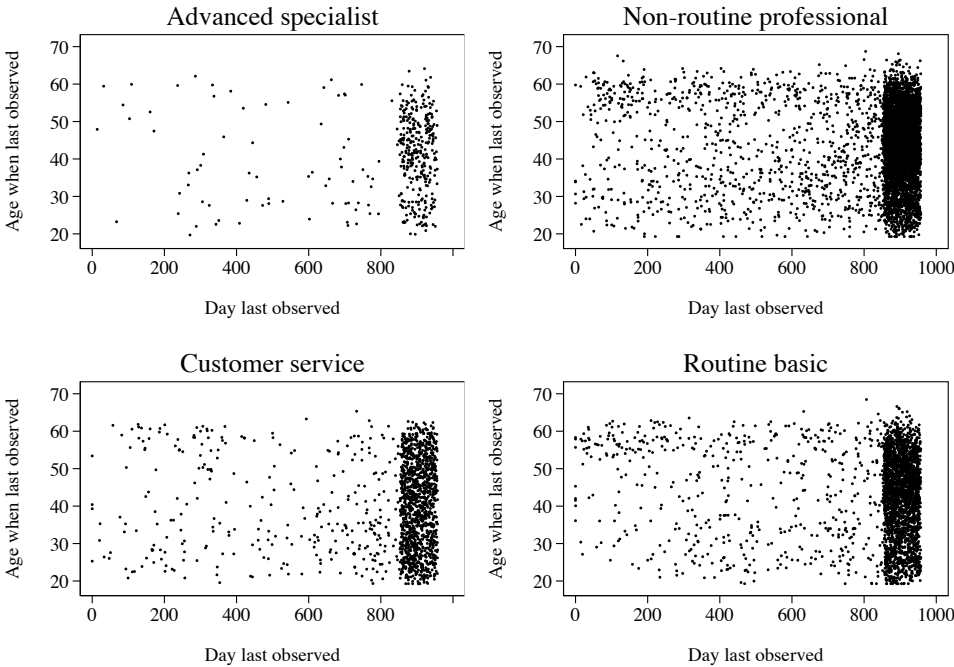 Advanced specialist
Non-routine professional
70
60
50
40
30
20
Age when last observed
0 200 400 600 800
Day last observed
70
60
50
40
30
20
Age when last observed
0 200 400 600 800 1000
Day last observed
Customer service
Routine basic
70
60
50
40
30
20
Age when last observed
0 200 400 600 800
Day last observed
70
60
50
40
30
20
Age when last observed
0 200 400 600 800 1000
Day last observed